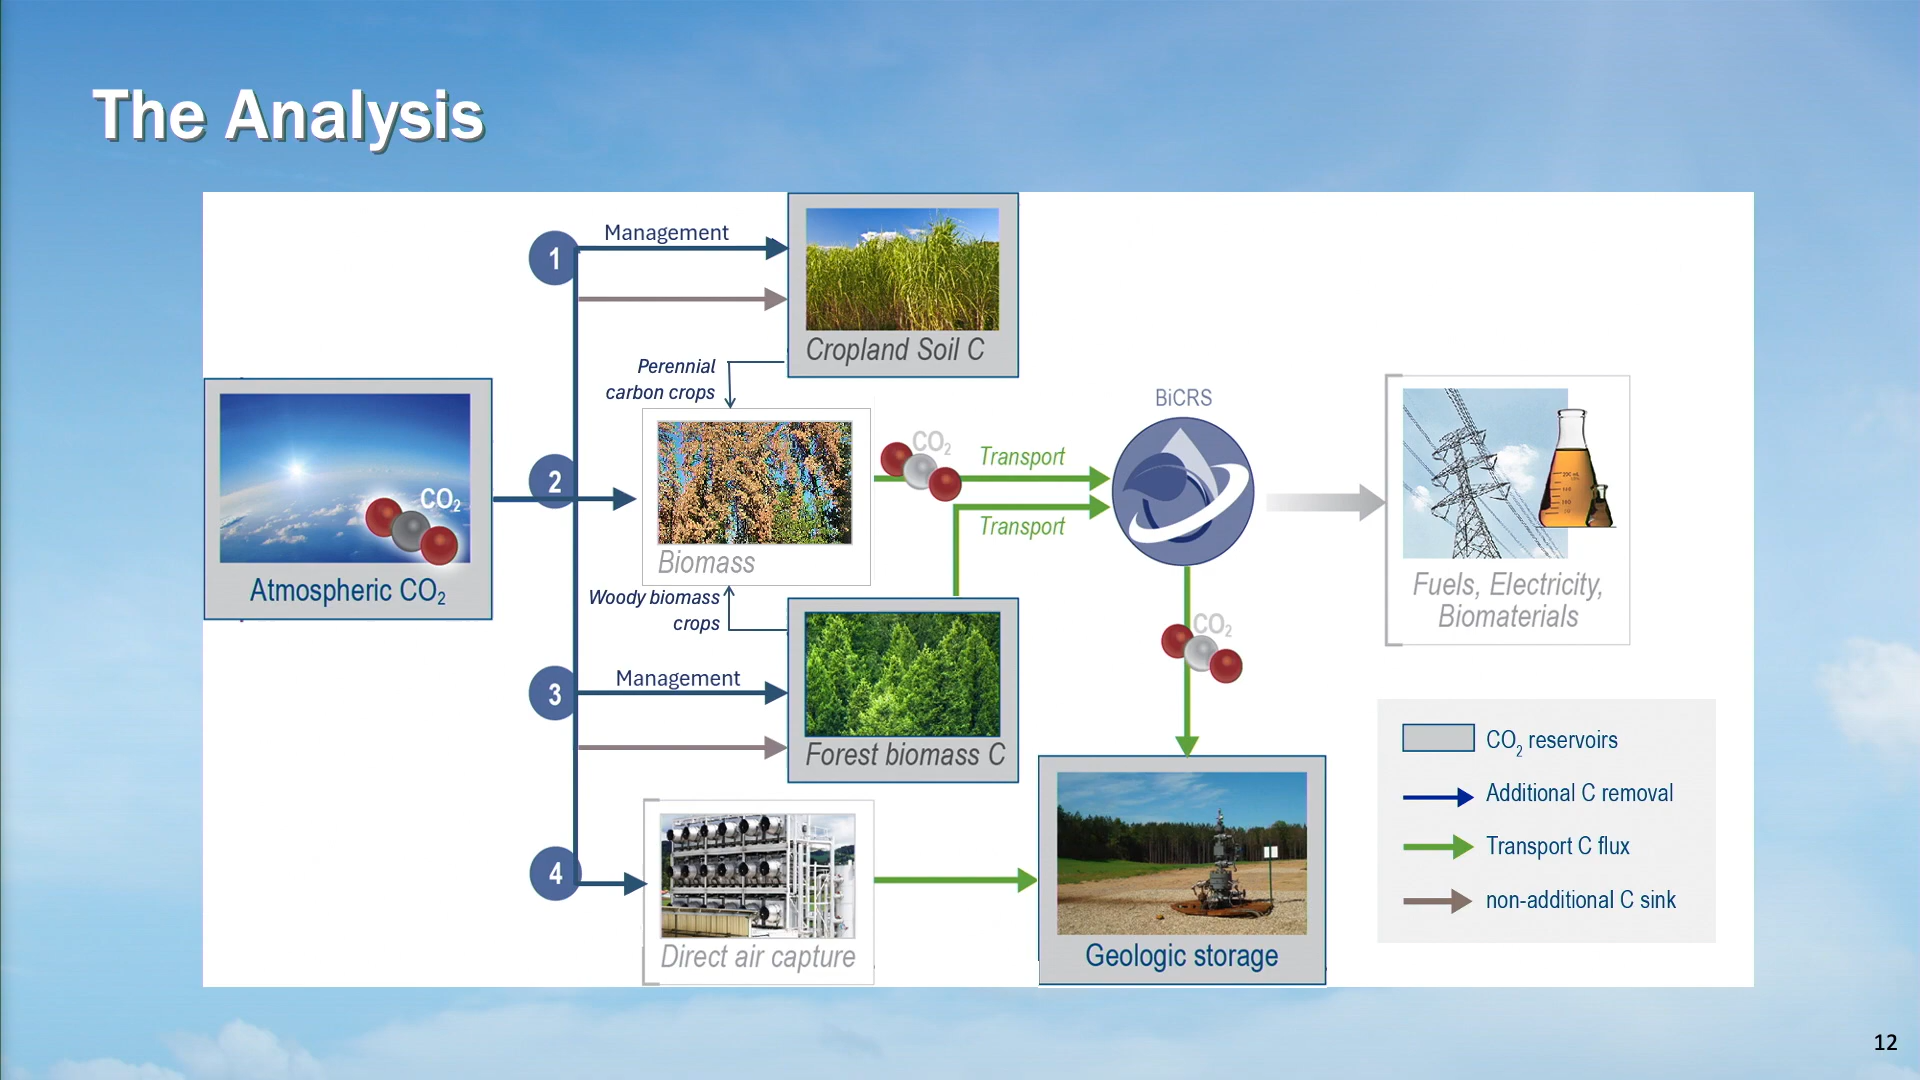 The Analysis
1
Management
Cropland Soil C
Perennial
carbon crops
Atmospheric CO2
CO2
2
Biomass
CO2
Transport
Transport
BiCRS
Fuels, Electricity,
Biomaterials
Woody biomass
crops
3
Management
Forest biomass C
CO2
4
Direct air capture
Geologic storage
CO2 reservoirs
Additional C removal
Transport C flux
non-additional C sink
12